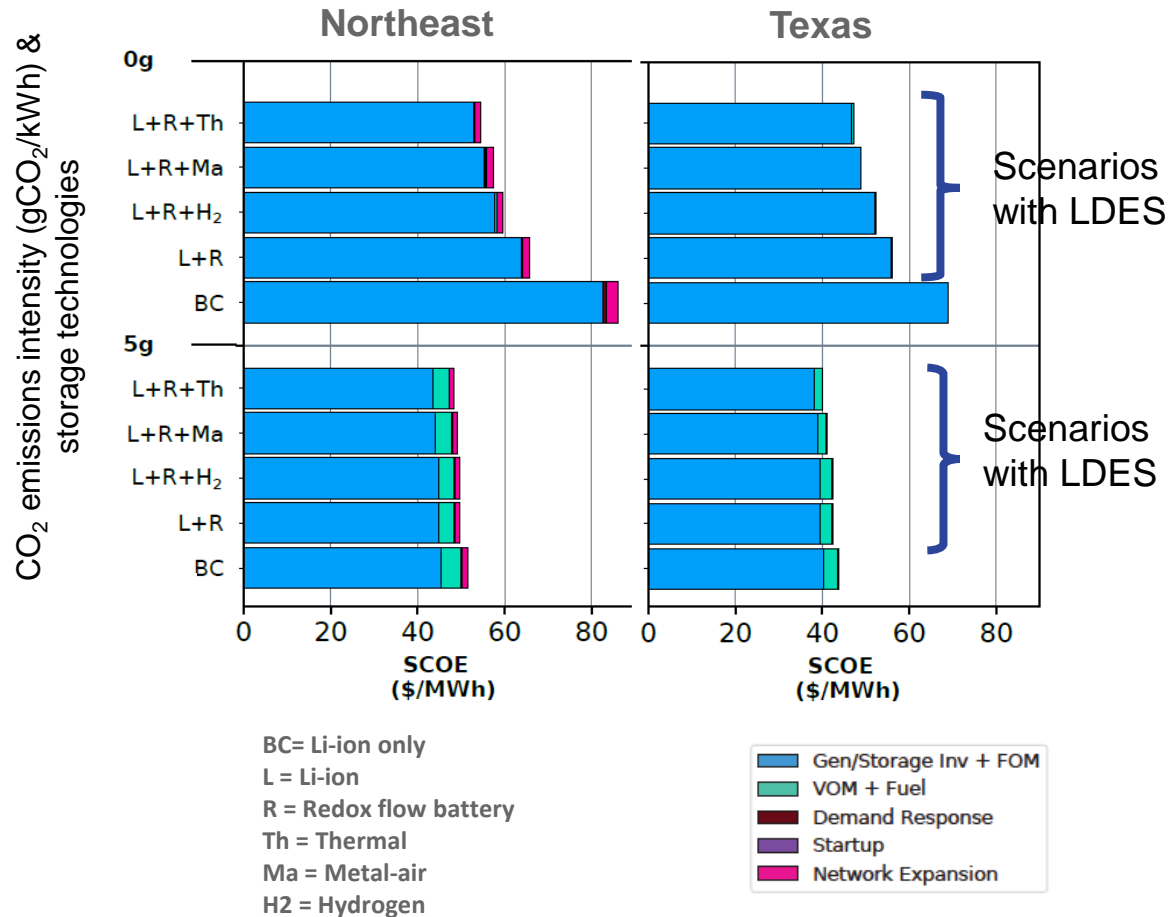 Northeast
Texas
CO₂ emissions intensity (gCO₂/kWh) &
storage technologies
0g
L+R+Th
L+R+Ma
L+R+H₂
L+R
BC
5g
L+R+Th
L+R+Ma
L+R+H₂
L+R
BC
Scenarios
with LDES
Scenarios
with LDES
0 20 40 60 80
SCOE
($/MWh)
0 20 40 60 80
SCOE
($/MWh)
BC= Li-ion only
L = Li-ion
R = Redox flow battery
Th = Thermal
Ma = Metal-air
H2 = Hydrogen
Gen/Storage Inv + FOM
VOM + Fuel
Demand Response
Startup
Network Expansion